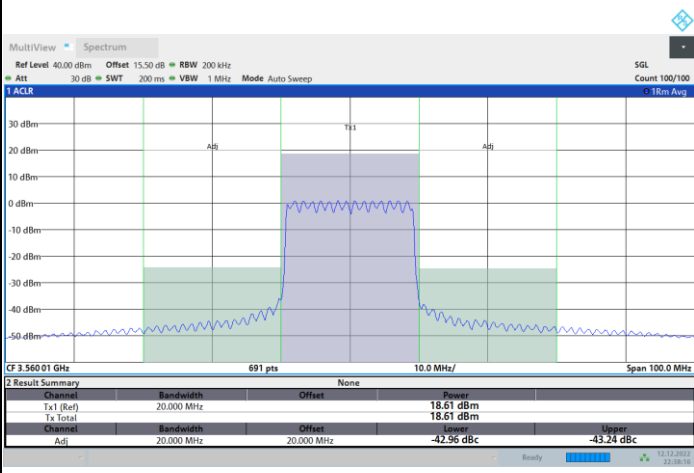 MultiView Spectrum
Ref Level 40.00 dBm Offset 15.50 dB RBW 200 kHz SGL
Att 30 dB SWT 200 ms VBW 1 MHz Mode Auto Sweep Count 100/100
1 ACLR 1Rm Avg
30 dBm
Tx1
20 dBm Adj Adj
10 dBm
0 dBm
-10 dBm
-20 dBm
-30 dBm
-40 dBm
-50 dBm
CF 3.560 01 GHz 691 pts 10.0 MHz/ Span 100.0 MHz
2 Result Summary None
Channel Bandwidth Offset Power
Tx1 (Ref) 20.000 MHz 18.61 dBm
Tx Total 18.61 dBm
Channel Bandwidth Offset Lower Upper
Adj 20.000 MHz 20.000 MHz -42.96 dBc -43.24 dBc
Ready 12.12.2022
22:38:16